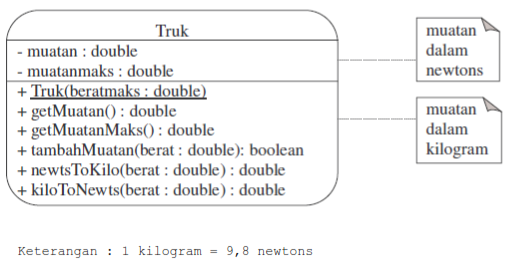 Truk
- muatan : double
- muatanmaks : double
+ Truk(beratmaks : double)
+ getMuatan() : double
+ getMuatanMaks() : double
+ tambahMuatan(berat : double): boolean
+ newtsToKilo(berat : double) : double
+ kiloToNewts(berat : double) : double
muatan
dalam
newtons
muatan
dalam
kilogram
Keterangan : 1 kilogram = 9,8 newtons